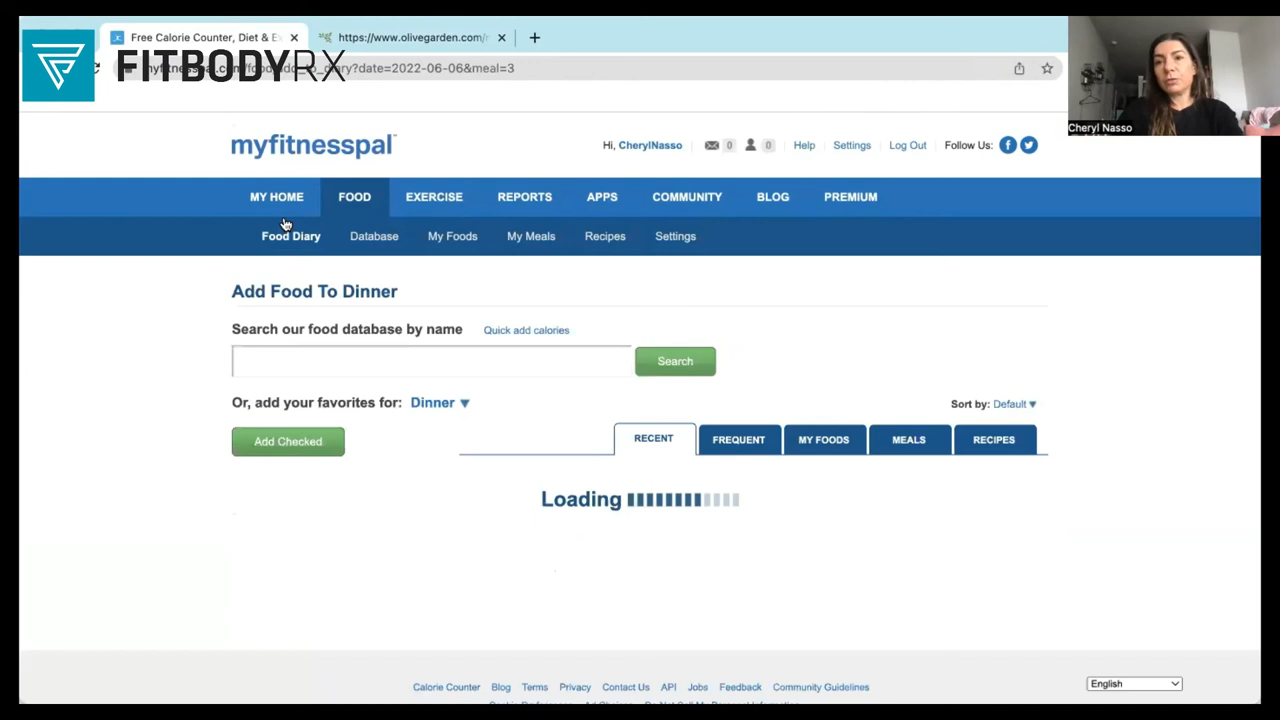 Free Calorie Counter, Diet & E
https://www.olivegarden.com/
FITBODYRX
myfitnesspal.com/food/add_to_diary?date=2022-06-06&meal=3
Cheryl Nasso
myfitnesspal
Hi, CherylNasso
0
0
Help
Settings
Log Out
Follow Us:
MY HOME
FOOD
EXERCISE
REPORTS
APPS
COMMUNITY
BLOG
PREMIUM
Food Diary
Database
My Foods
My Meals
Recipes
Settings
Add Food To Dinner
Search our food database by name
Quick add calories
Search
Or, add your favorites for: Dinner
Sort by: Default
Add Checked
RECENT
FREQUENT
MY FOODS
MEALS
RECIPES
Loading
Calorie Counter
Blog
Terms
Privacy
Contact Us
API
Jobs
Feedback
Community Guidelines
English